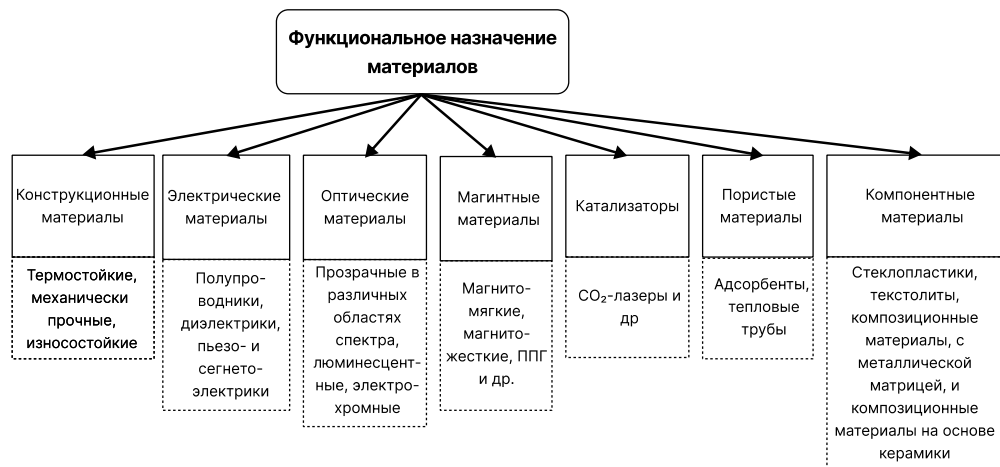 Функциональное назначение
материалов
Конструкционные
материалы
Термостойкие,
механически
прочные,
износостойкие
Электрические
материалы
Полупро-
водники,
диэлектрики,
пьезо- и
сегнето-
электрики
Оптические
материалы
Прозрачные в
различных
областях
спектра,
люминесцент-
ные, электро-
хромные
Магинтные
материалы
Магнито-
мягкие,
магнито-
жесткие, ППГ
и др.
Катализаторы
CO₂-лазеры и
др
Пористые
материалы
Адсорбенты,
тепловые
трубы
Компонентные
материалы
Стеклопластики,
текстолиты,
композиционные
материалы, с
металлической
матрицей, и
композиционные
материалы на основе
керамики